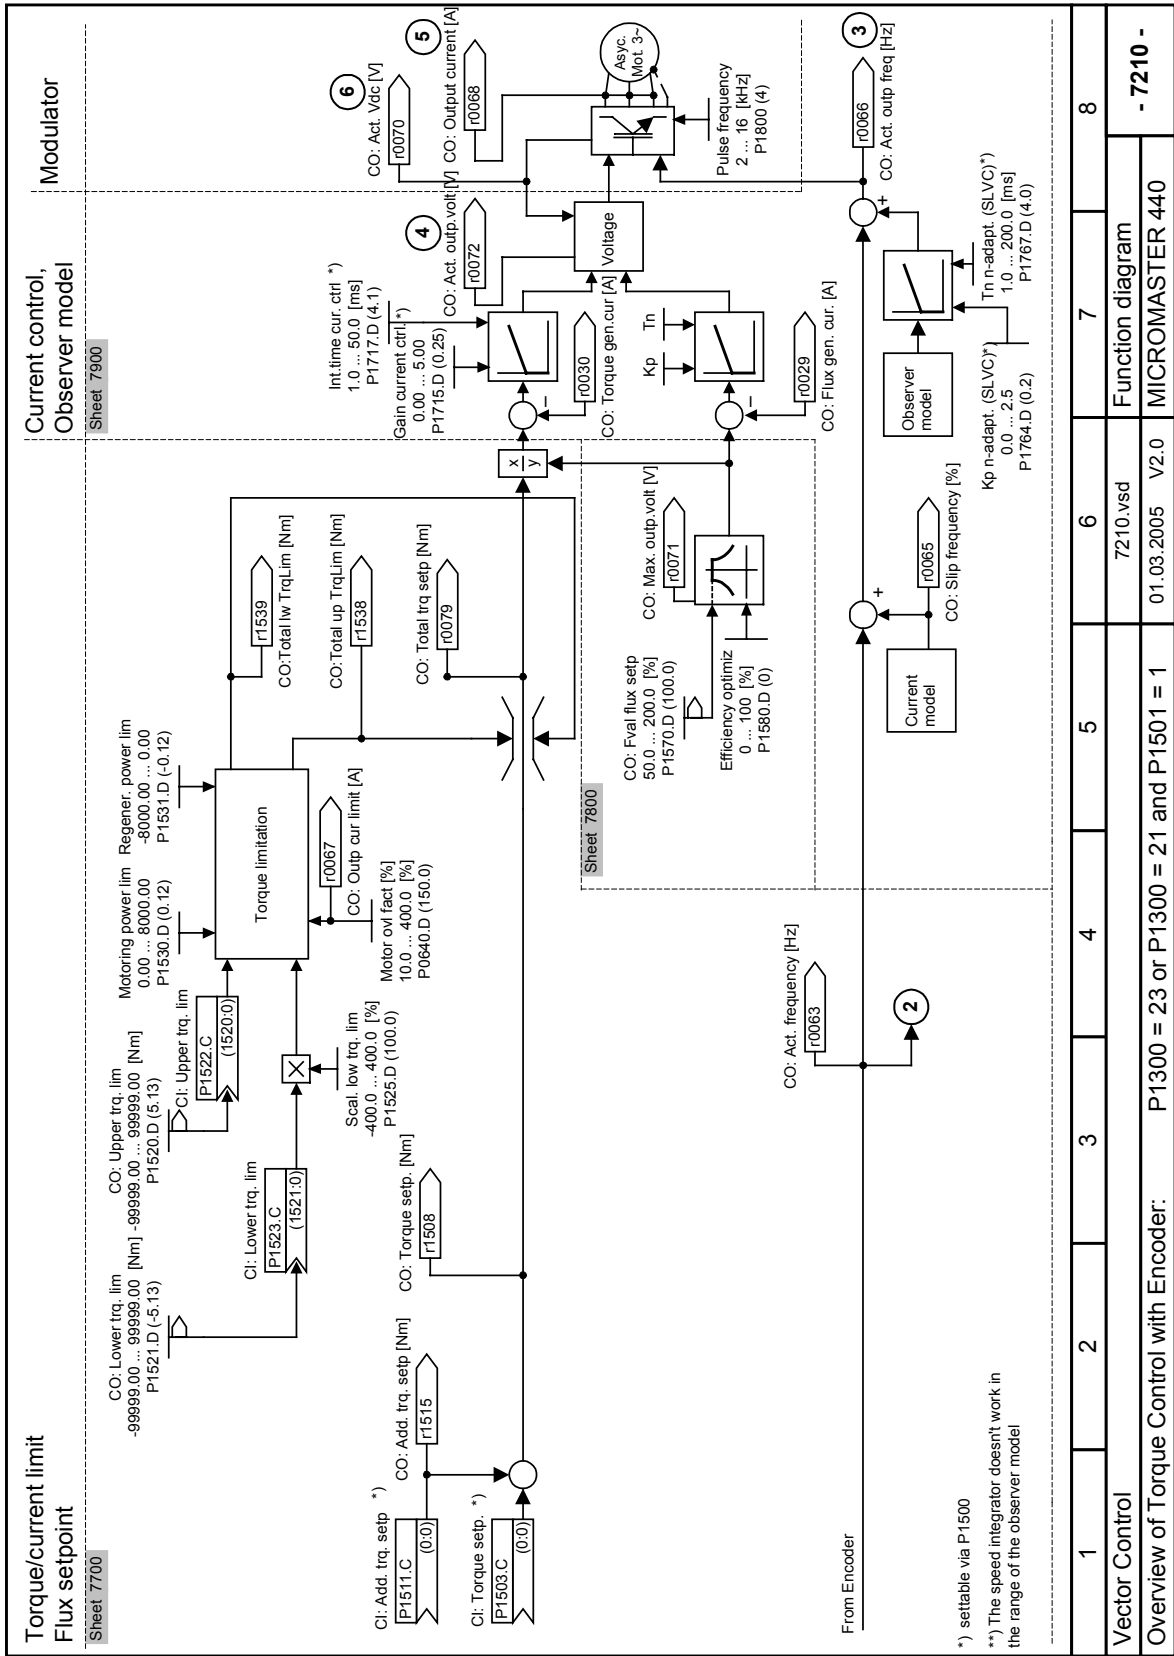 Torque/current limit
Flux setpoint
Sheet 7700
Current control,
Observer model
Sheet 7900
Modulator
CO: Lower trq. lim
-99999.00 ... 99999.00 [Nm]
P1521.D (-5.13)
CO: Upper trq. lim
-99999.00 ... 99999.00 [Nm]
P1520.D (5.13)
CI: Upper trq. lim
P1522.C
(1520:0)
CI: Lower trq. lim
P1523.C
(1521:0)
Scal. low trq. lim
-400.0 ... 400.0 [%]
P1525.D (100.0)
Motoring power lim
0.00 ... 8000.00
P1530.D (0.12)
Regener. power lim
-8000.00 ... 0.00
P1531.D (-0.12)
Torque limitation
r0067
CO: Outp cur limit [A]
Motor ovl fact [%]
10.0 ... 400.0 [%]
P0640.D (150.0)
r1539
CO:Total lw TrqLim [Nm]
CO:Total up TrqLim [Nm]
r1538
CO: Total trq setp [Nm]
r0079
CI: Add. trq. setp *)
P1511.C
(0:0)
CO: Add. trq. setp [Nm]
r1515
CI: Torque setp. *)
P1503.C
(0:0)
CO: Torque setp. [Nm]
r1508
x
y
Int.time cur. ctrl *)
1.0 ... 50.0 [ms]
P1717.D (4.1)
Gain current ctrl. *)
0.00 ... 5.00
P1715.D (0.25)
–
r0030
CO: Torque gen.cur [A]
Kp
Tn
–
r0029
CO: Flux gen. cur. [A]
4
CO: Act. outp.volt [V]
r0072
Voltage
6
CO: Act. Vdc [V]
r0070
5
CO: Output current [A]
r0068
Asyc.
Mot. 3~
Pulse frequency
2 ... 16 [kHz]
P1800 (4)
Sheet 7800
CO: Fval flux setp
50.0 ... 200.0 [%]
P1570.D (100.0)
Efficiency optimiz
0 ... 100 [%]
P1580.D (0)
CO: Max. outp.volt [V]
r0071
From Encoder
CO: Act. frequency [Hz]
r0063
2
Current
model
+
r0065
CO: Slip frequency [%]
Observer
model
Kp n-adapt. (SLVC)*)
0.0 ... 2.5
P1764.D (0.2)
Tn n-adapt. (SLVC)*)
1.0 ... 200.0 [ms]
P1767.D (4.0)
+
3
r0066
CO: Act. outp freq [Hz]
*) settable via P1500
**) The speed integrator doesn't work in
the range of the observer model
1
2
3
4
5
6
7
8
Vector Control
7210.vsd
Function diagram
- 7210 -
Overview of Torque Control with Encoder:
P1300 = 23 or P1300 = 21 and P1501 = 1
01.03.2005
V2.0
MICROMASTER 440